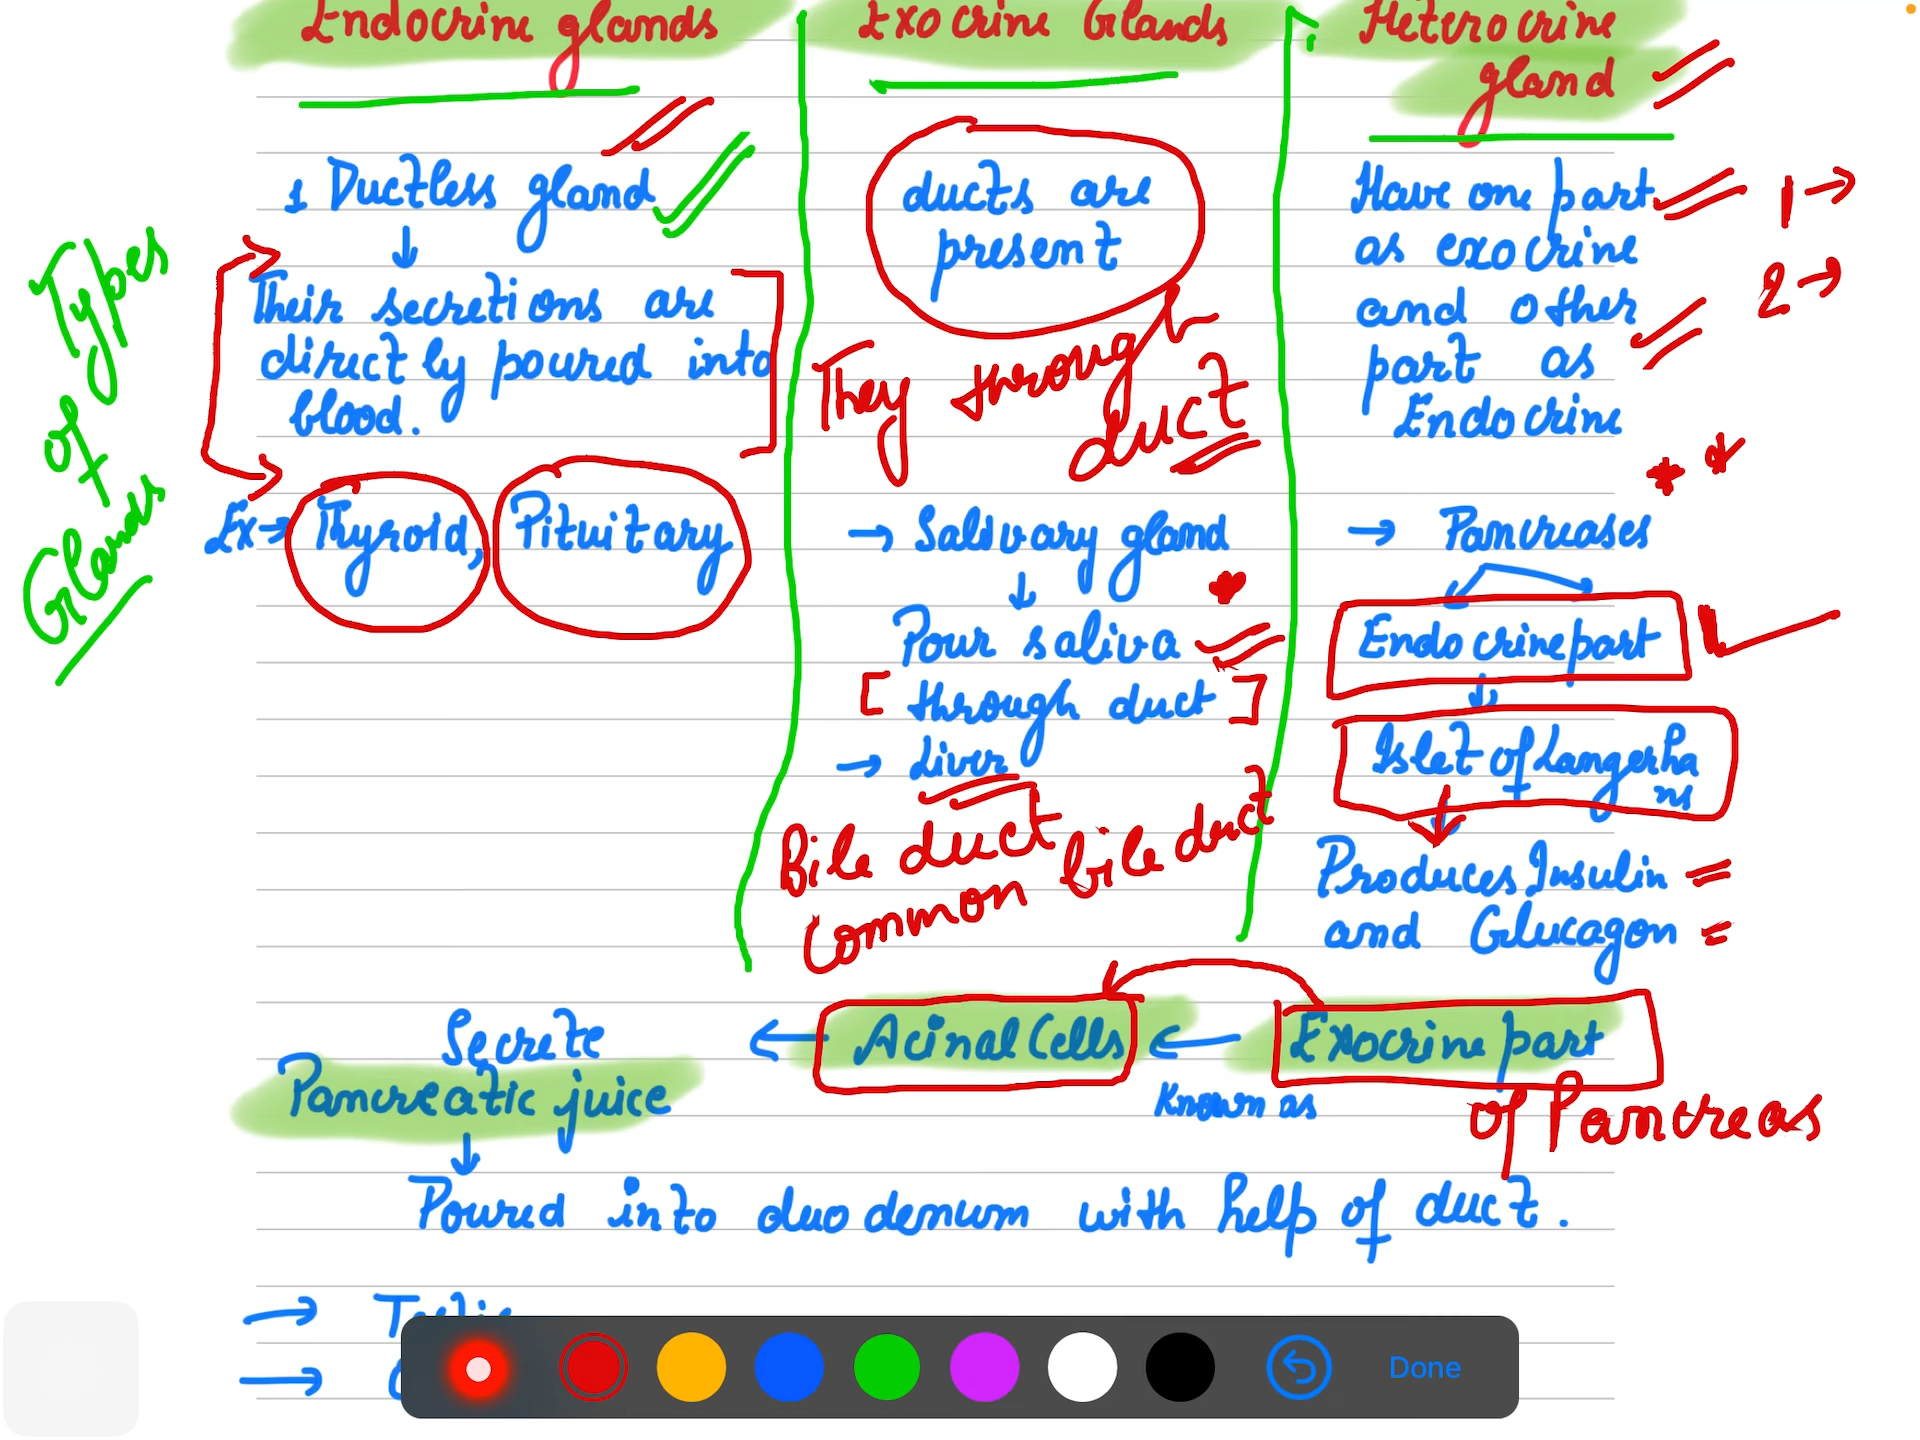 Endocrine glands
1 Ductless gland
↓
Their secretions are
directly poured into
blood.
Ex→ Thyroid, Pituitary
Types
of
Glands
Exocrine Glands
ducts are
present
They through
duct
→ Salivary gland
↓
Pour saliva
[ through duct ]
→ Liver
Bile duct
Common bile duct
Heterocrine
gland
Have one part
as exocrine
and other
part as
Endocrine
1→
2→
→ Pancreases
Endocrine part
↓
Islet of Langerha
ns
↓
Produces Insulin
and Glucagon
Exocrine part
of Pancreas
← Known as
Acinal Cells
←
Secrete
Pancreatic juice
↓
Poured into duodenum with help of duct.
→
→
Done